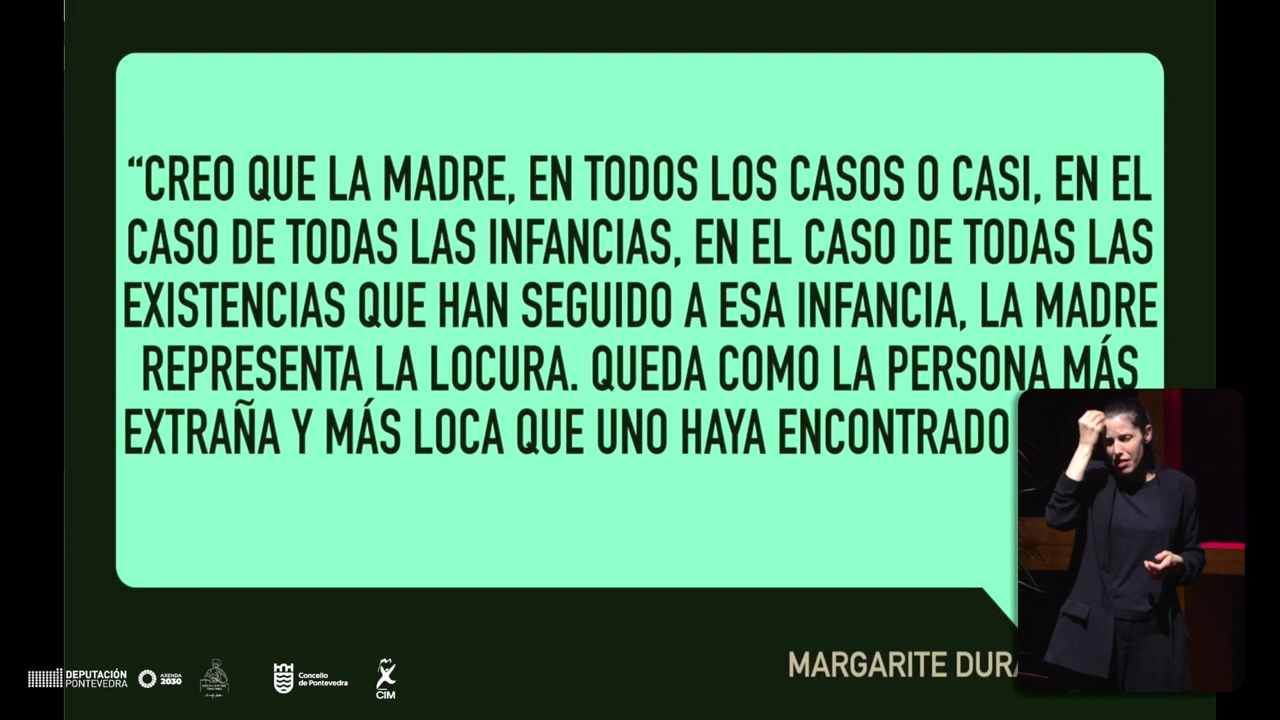 “CREO QUE LA MADRE, EN TODOS LOS CASOS O CASI, EN EL
CASO DE TODAS LAS INFANCIAS, EN EL CASO DE TODAS LAS
EXISTENCIAS QUE HAN SEGUIDO A ESA INFANCIA, LA MADRE
REPRESENTA LA LOCURA. QUEDA COMO LA PERSONA MÁS
EXTRAÑA Y MÁS LOCA QUE UNO HAYA ENCONTRADO
MARGARITE
DEPUTACIÓN
PONTEVEDRA
AXENDA
2030
Concello
de Pontevedra
CIM